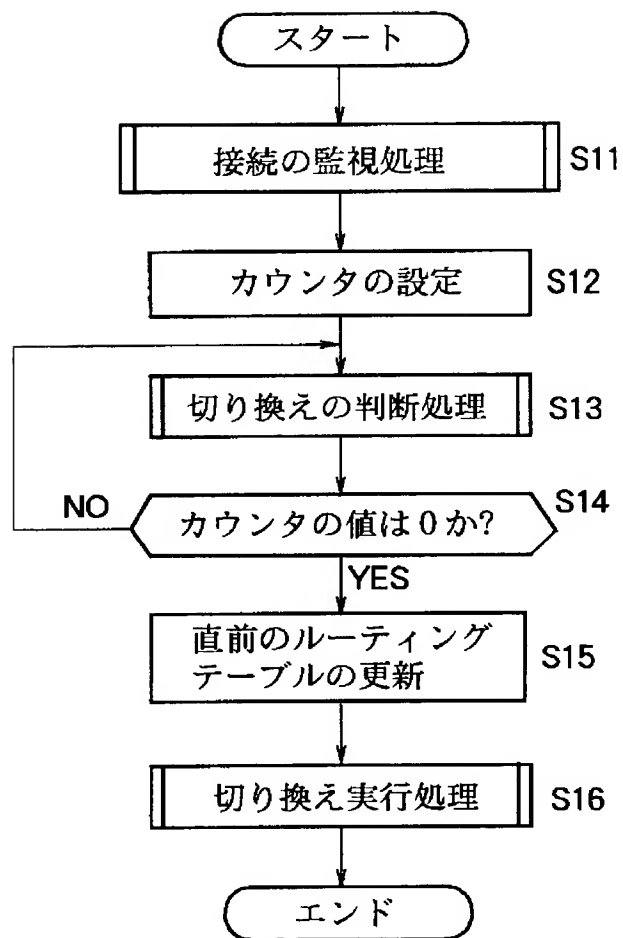 スタート
接続の監視処理
S11
カウンタの設定
S12
切り換えの判断処理
S13
カウンタの値は0か?
S14
NO
YES
直前のルーティング
テーブルの更新
S15
切り換え実行処理
S16
エンド